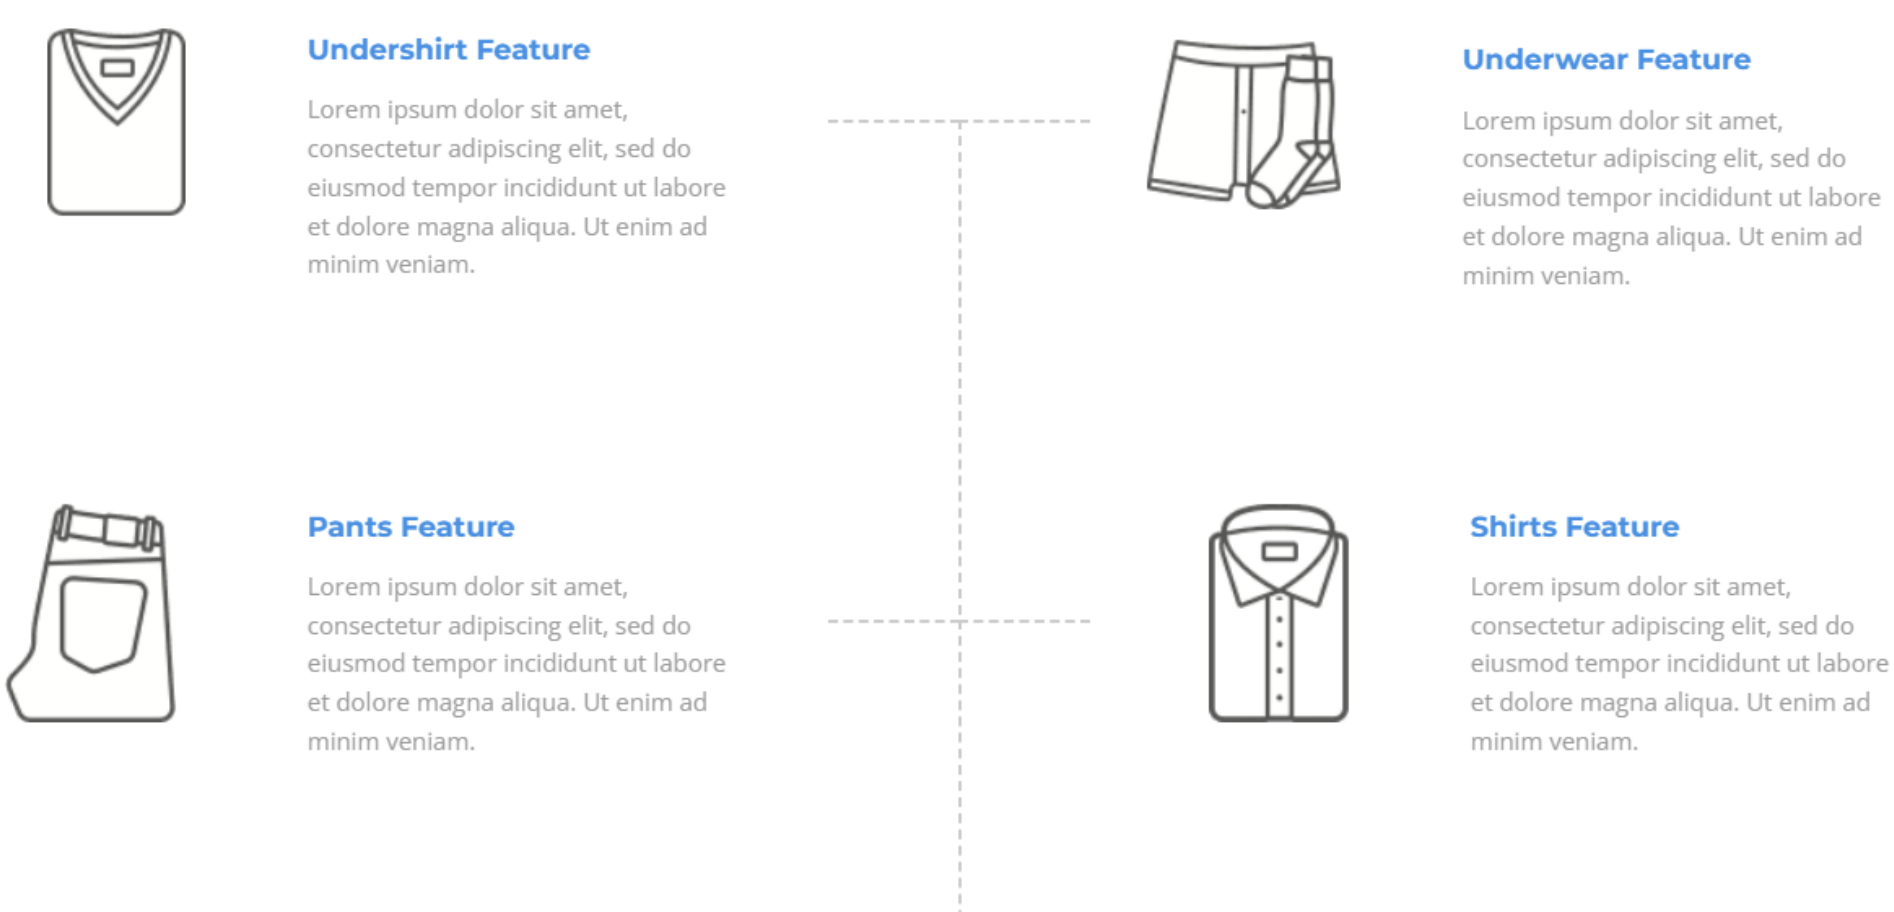 Undershirt Feature
Lorem ipsum dolor sit amet,
consectetur adipiscing elit, sed do
eiusmod tempor incididunt ut labore
et dolore magna aliqua. Ut enim ad
minim veniam.
Underwear Feature
Lorem ipsum dolor sit amet,
consectetur adipiscing elit, sed do
eiusmod tempor incididunt ut labore
et dolore magna aliqua. Ut enim ad
minim veniam.
Pants Feature
Lorem ipsum dolor sit amet,
consectetur adipiscing elit, sed do
eiusmod tempor incididunt ut labore
et dolore magna aliqua. Ut enim ad
minim veniam.
Shirts Feature
Lorem ipsum dolor sit amet,
consectetur adipiscing elit, sed do
eiusmod tempor incididunt ut labore
et dolore magna aliqua. Ut enim ad
minim veniam.